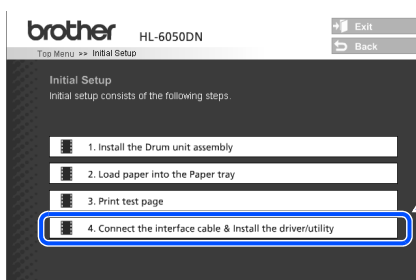 brother
HL-6050DN
Exit
Back
Top Menu >> Initial Setup
Initial Setup
Initial setup consists of the following steps.
1. Install the Drum unit assembly
2. Load paper into the Paper tray
3. Print test page
4. Connect the interface cable & Install the driver/utility